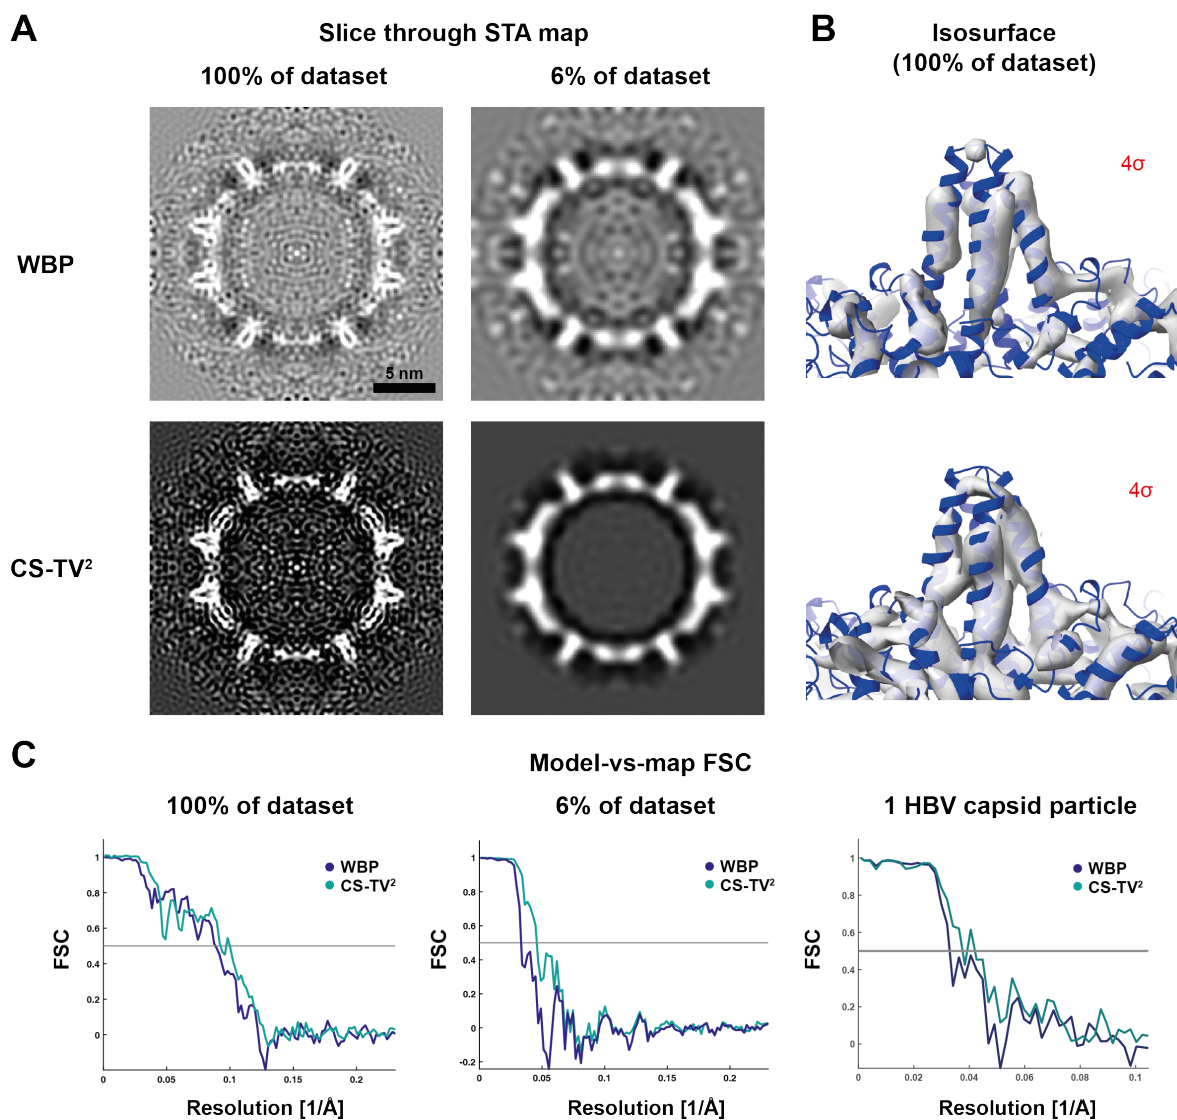 A
Slice through STA map
100% of dataset
6% of dataset
B
Isosurface
(100% of dataset)
4σ
WBP
5 nm
CS-TV²
4σ
C
Model-vs-map FSC
100% of dataset
6% of dataset
1 HBV capsid particle
WBP
CS-TV²
FSC
1
0.8
0.6
0.4
0.2
0
0
0.05
0.1
0.15
0.2
Resolution [1/Å]
WBP
CS-TV²
FSC
1
0.8
0.6
0.4
0.2
0
-0.2
0
0.05
0.1
0.15
0.2
Resolution [1/Å]
WBP
CS-TV²
FSC
1
0.8
0.6
0.4
0.2
0
0
0.02
0.04
0.06
0.08
0.1
Resolution [1/Å]